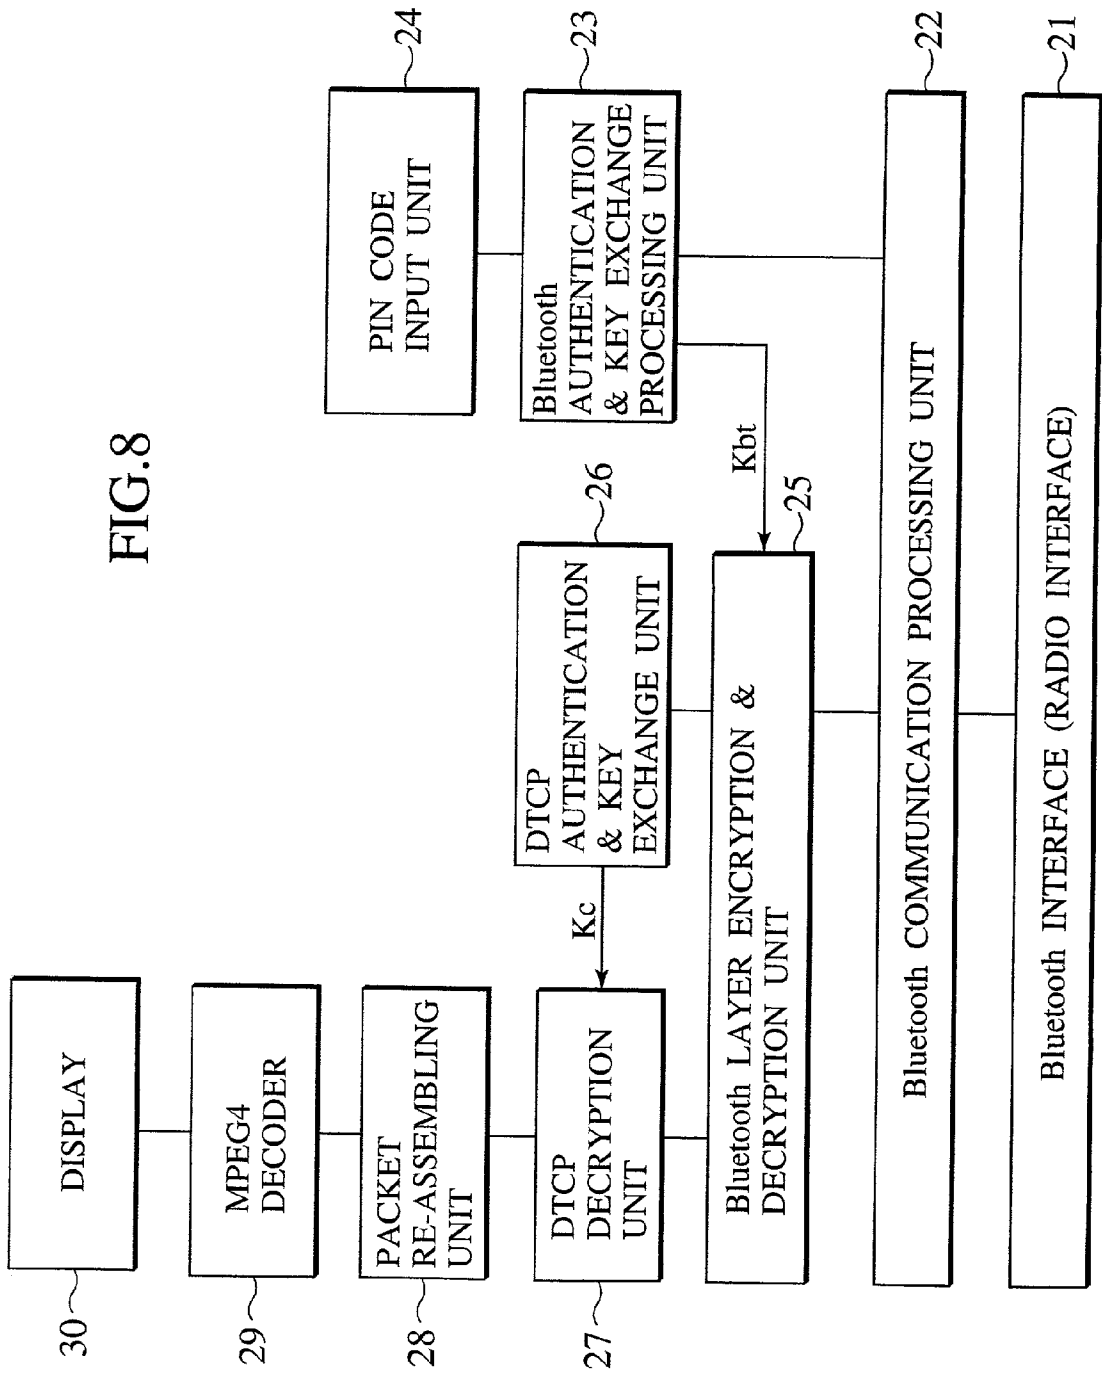 FIG.8
30
DISPLAY
29
MPEG4
DECODER
28
PACKET
RE-ASSEMBLING
UNIT
27
DTCP
DECRYPTION
UNIT
Kc
DTCP
AUTHENTICATION
& KEY
EXCHANGE UNIT
26
PIN CODE
INPUT UNIT
24
Bluetooth
AUTHENTICATION
& KEY EXCHANGE
PROCESSING UNIT
23
Kbt
Bluetooth LAYER ENCRYPTION &
DECRYPTION UNIT
25
Bluetooth COMMUNICATION PROCESSING UNIT
22
Bluetooth INTERFACE (RADIO INTERFACE)
21